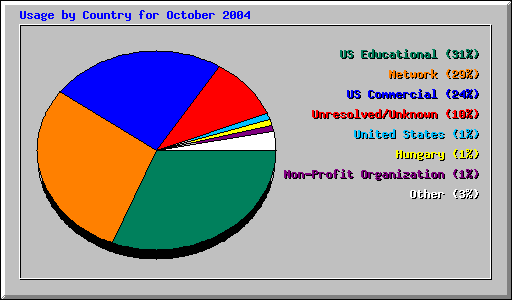 Usage by Country for October 2004
US Educational (31%)
Network (29%)
US Commercial (24%)
Unresolved/Unknown (10%)
United States (1%)
Hungary (1%)
Non-Profit Organization (1%)
Other (3%)